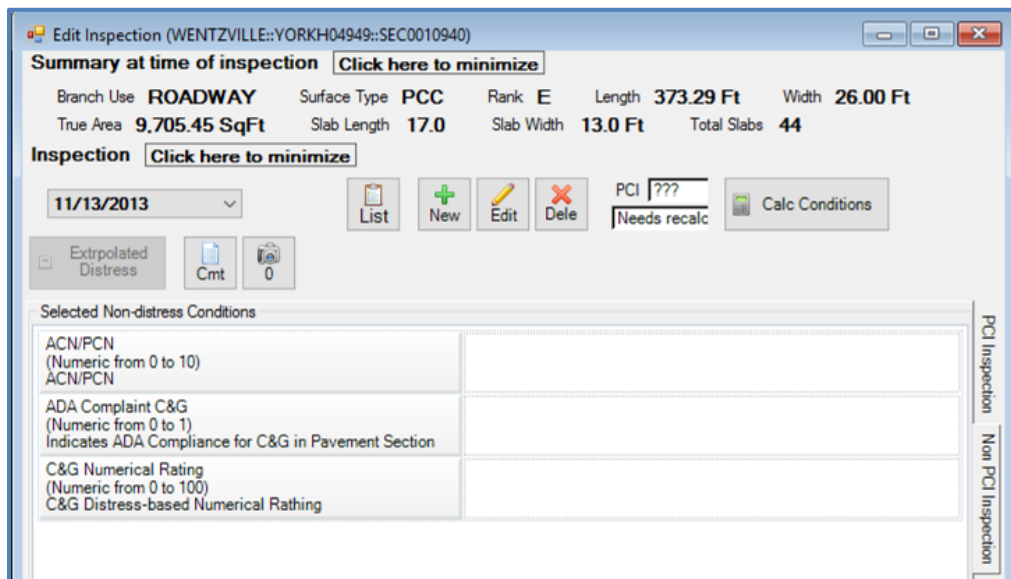 Edit Inspection (WENTZVILLE::YORKH04949::SEC0010940)
Summary at time of inspection Click here to minimize
Branch Use ROADWAY Surface Type PCC Rank E Length 373.29 Ft Width 26.00 Ft
True Area 9,705.45 SqFt Slab Length 17.0 Slab Width 13.0 Ft Total Slabs 44
Inspection Click here to minimize
11/13/2013 List New Edit Dele PCI ??? Calc Conditions
Needs recalc
Extrpolated
Distress
Cmt 0
Selected Non-distress Conditions
ACN/PCN
(Numeric from 0 to 10)
ACN/PCN
ADA Complaint C&G
(Numeric from 0 to 1)
Indicates ADA Compliance for C&G in Pavement Section
C&G Numerical Rating
(Numeric from 0 to 100)
C&G Distress-based Numerical Rathing
PCI Inspection
Non PCI Inspection